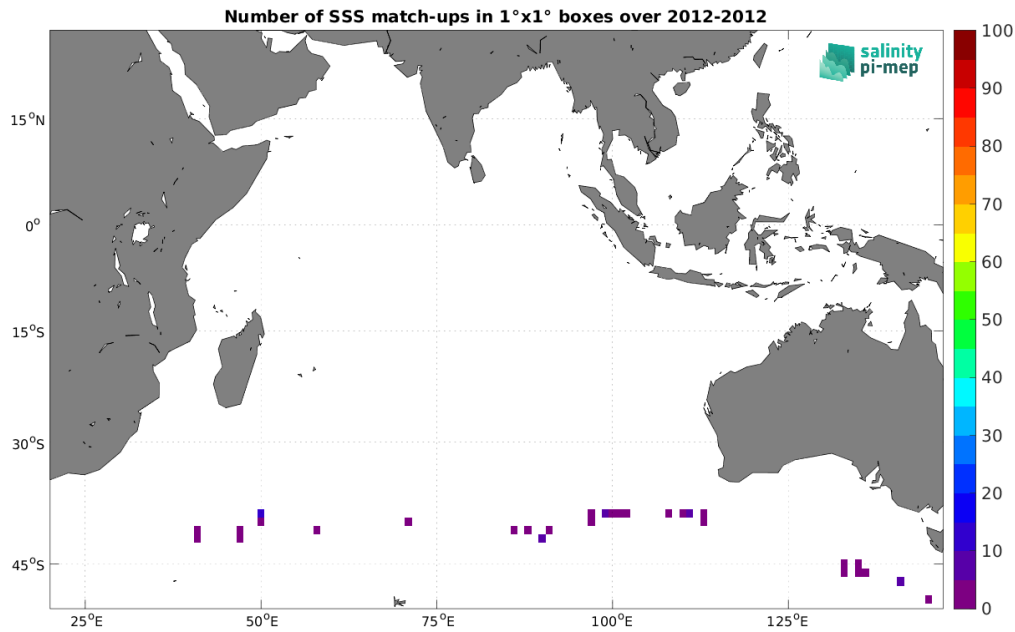 Number of SSS match-ups in 1°x1° boxes over 2012-2012
salinity
pi-mep
15°N
0°
15°S
30°S
45°S
25°E
50°E
75°E
100°E
125°E
100
90
80
70
60
50
40
30
20
10
0